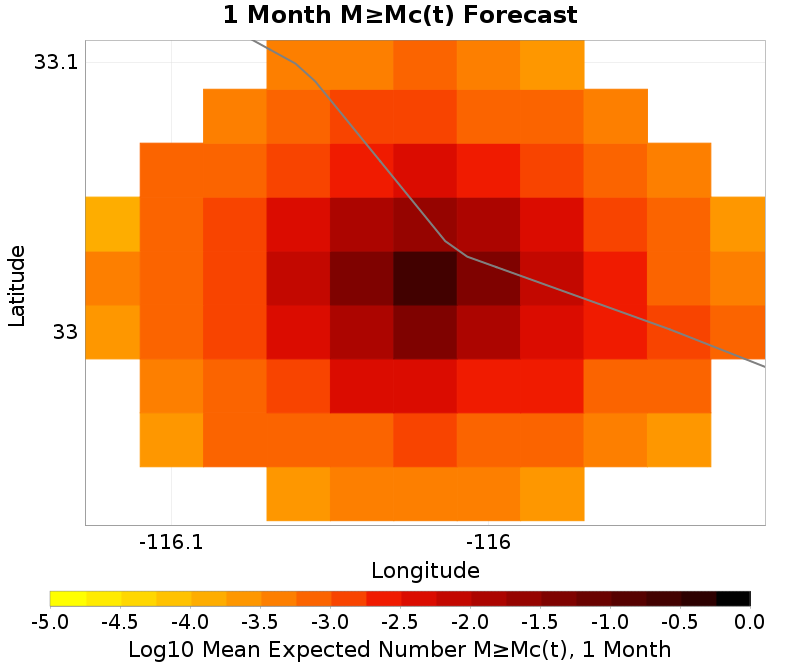 1 Month M≥Mc(t) Forecast
33.1
33
Latitude
-116.1
-116
Longitude
-5.0 -4.5 -4.0 -3.5 -3.0 -2.5 -2.0 -1.5 -1.0 -0.5 0.0
Log10 Mean Expected Number M≥Mc(t), 1 Month